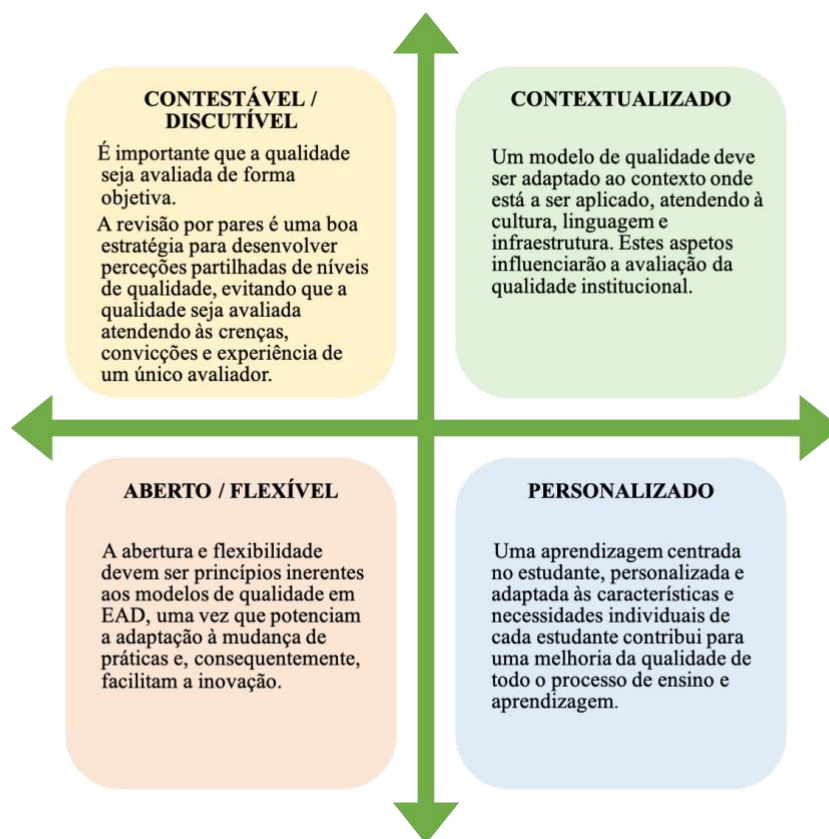 CONTESTÁVEL /
DISCUTÍVEL
É importante que a qualidade
seja avaliada de forma
objetiva.
A revisão por pares é uma boa
estratégia para desenvolver
perceções partilhadas de níveis
de qualidade, evitando que a
qualidade seja avaliada
atendendo às crenças,
convicções e experiência de
um único avaliador.
CONTEXTUALIZADO
Um modelo de qualidade deve
ser adaptado ao contexto onde
está a ser aplicado, atendendo à
cultura, linguagem e
infraestrutura. Estes aspetos
influenciarão a avaliação da
qualidade institucional.
ABERTO / FLEXÍVEL
A abertura e flexibilidade
devem ser princípios inerentes
aos modelos de qualidade em
EAD, uma vez que potenciam
a adaptação à mudança de
práticas e, consequentemente,
facilitam a inovação.
PERSONALIZADO
Uma aprendizagem centrada
no estudante, personalizada e
adaptada às características e
necessidades individuais de
cada estudante contribui para
uma melhoria da qualidade de
todo o processo de ensino e
aprendizagem.